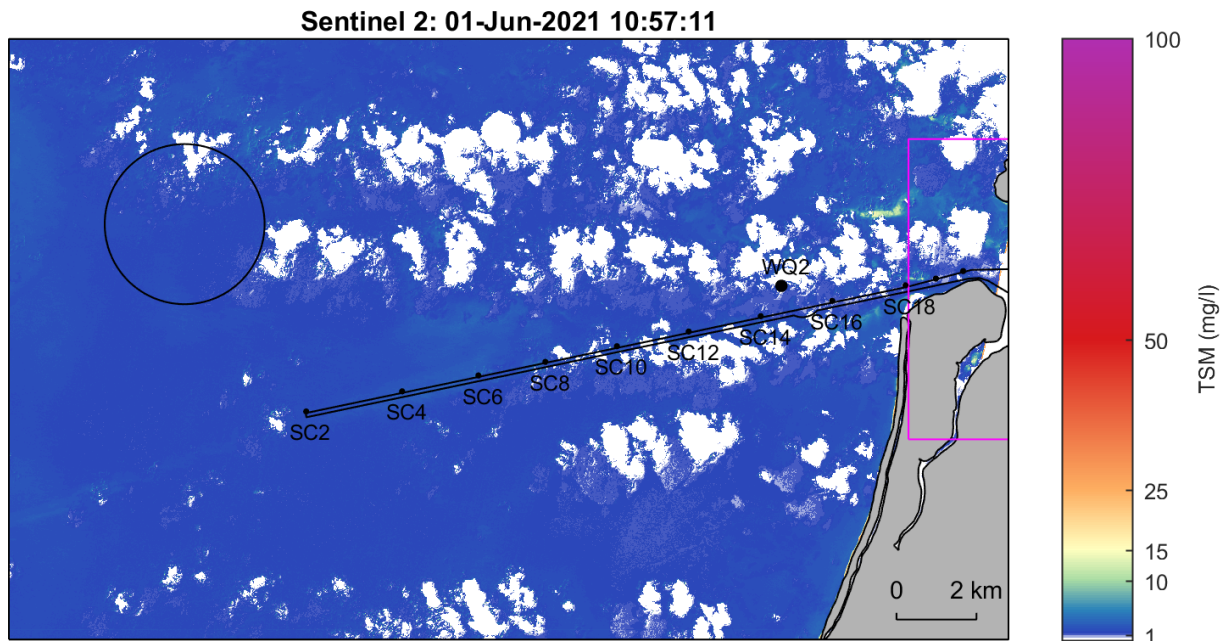 Sentinel 2: 01-Jun-2021 10:57:11
WQ2
SC18
SC16
SC14
SC12
SC10
SC8
SC6
SC4
SC2
0 2 km
100
50
25
15
10
1
TSM (mg/l)